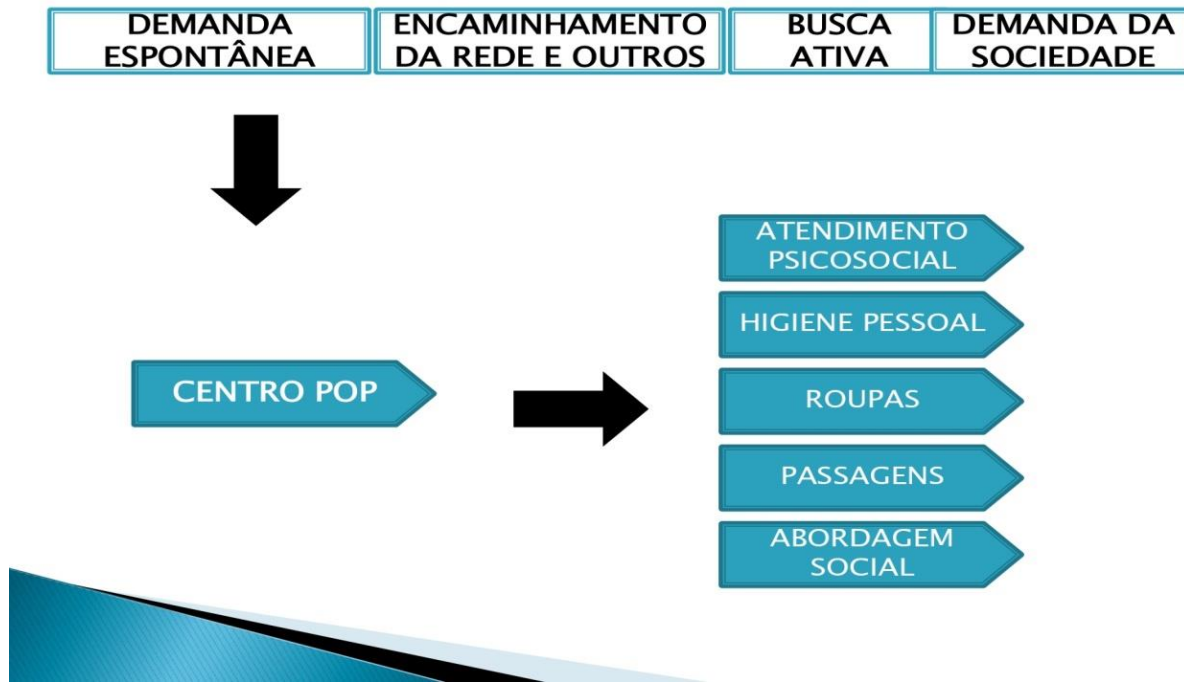 DEMANDA
ESPONTÂNEA
ENCAMINHAMENTO
DA REDE E OUTROS
BUSCA
ATIVA
DEMANDA DA
SOCIEDADE
ATENDIMENTO
PSICOSOCIAL
HIGIENE PESSOAL
CENTRO POP
ROUPAS
PASSAGENS
ABORDAGEM
SOCIAL